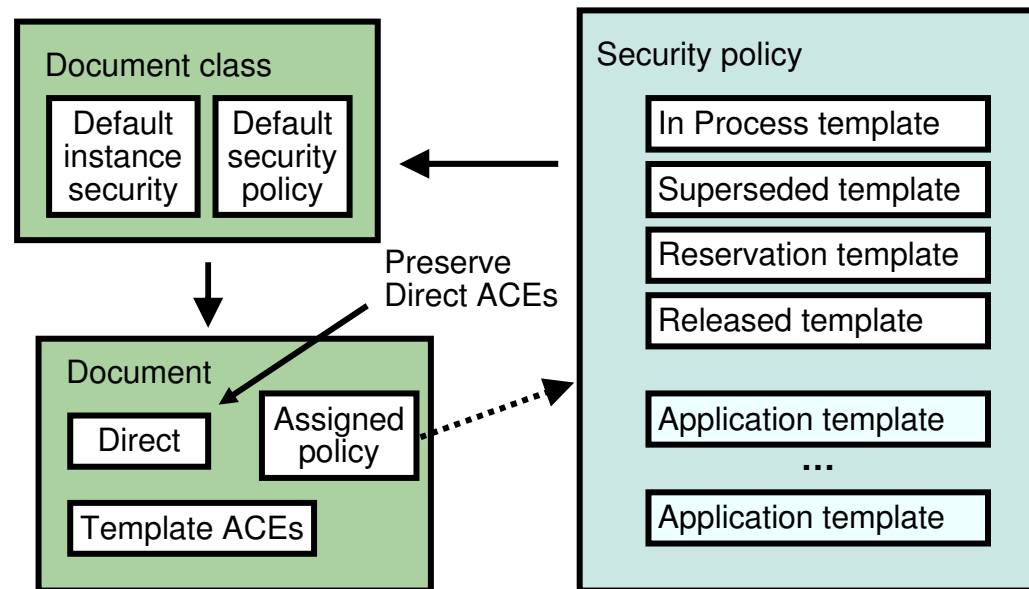 Document class
Default
instance
security
Default
security
policy
Preserve
Direct ACEs
Document
Direct
Assigned
policy
Template ACEs
Security policy
In Process template
Superseded template
Reservation template
Released template
Application template
...
Application template